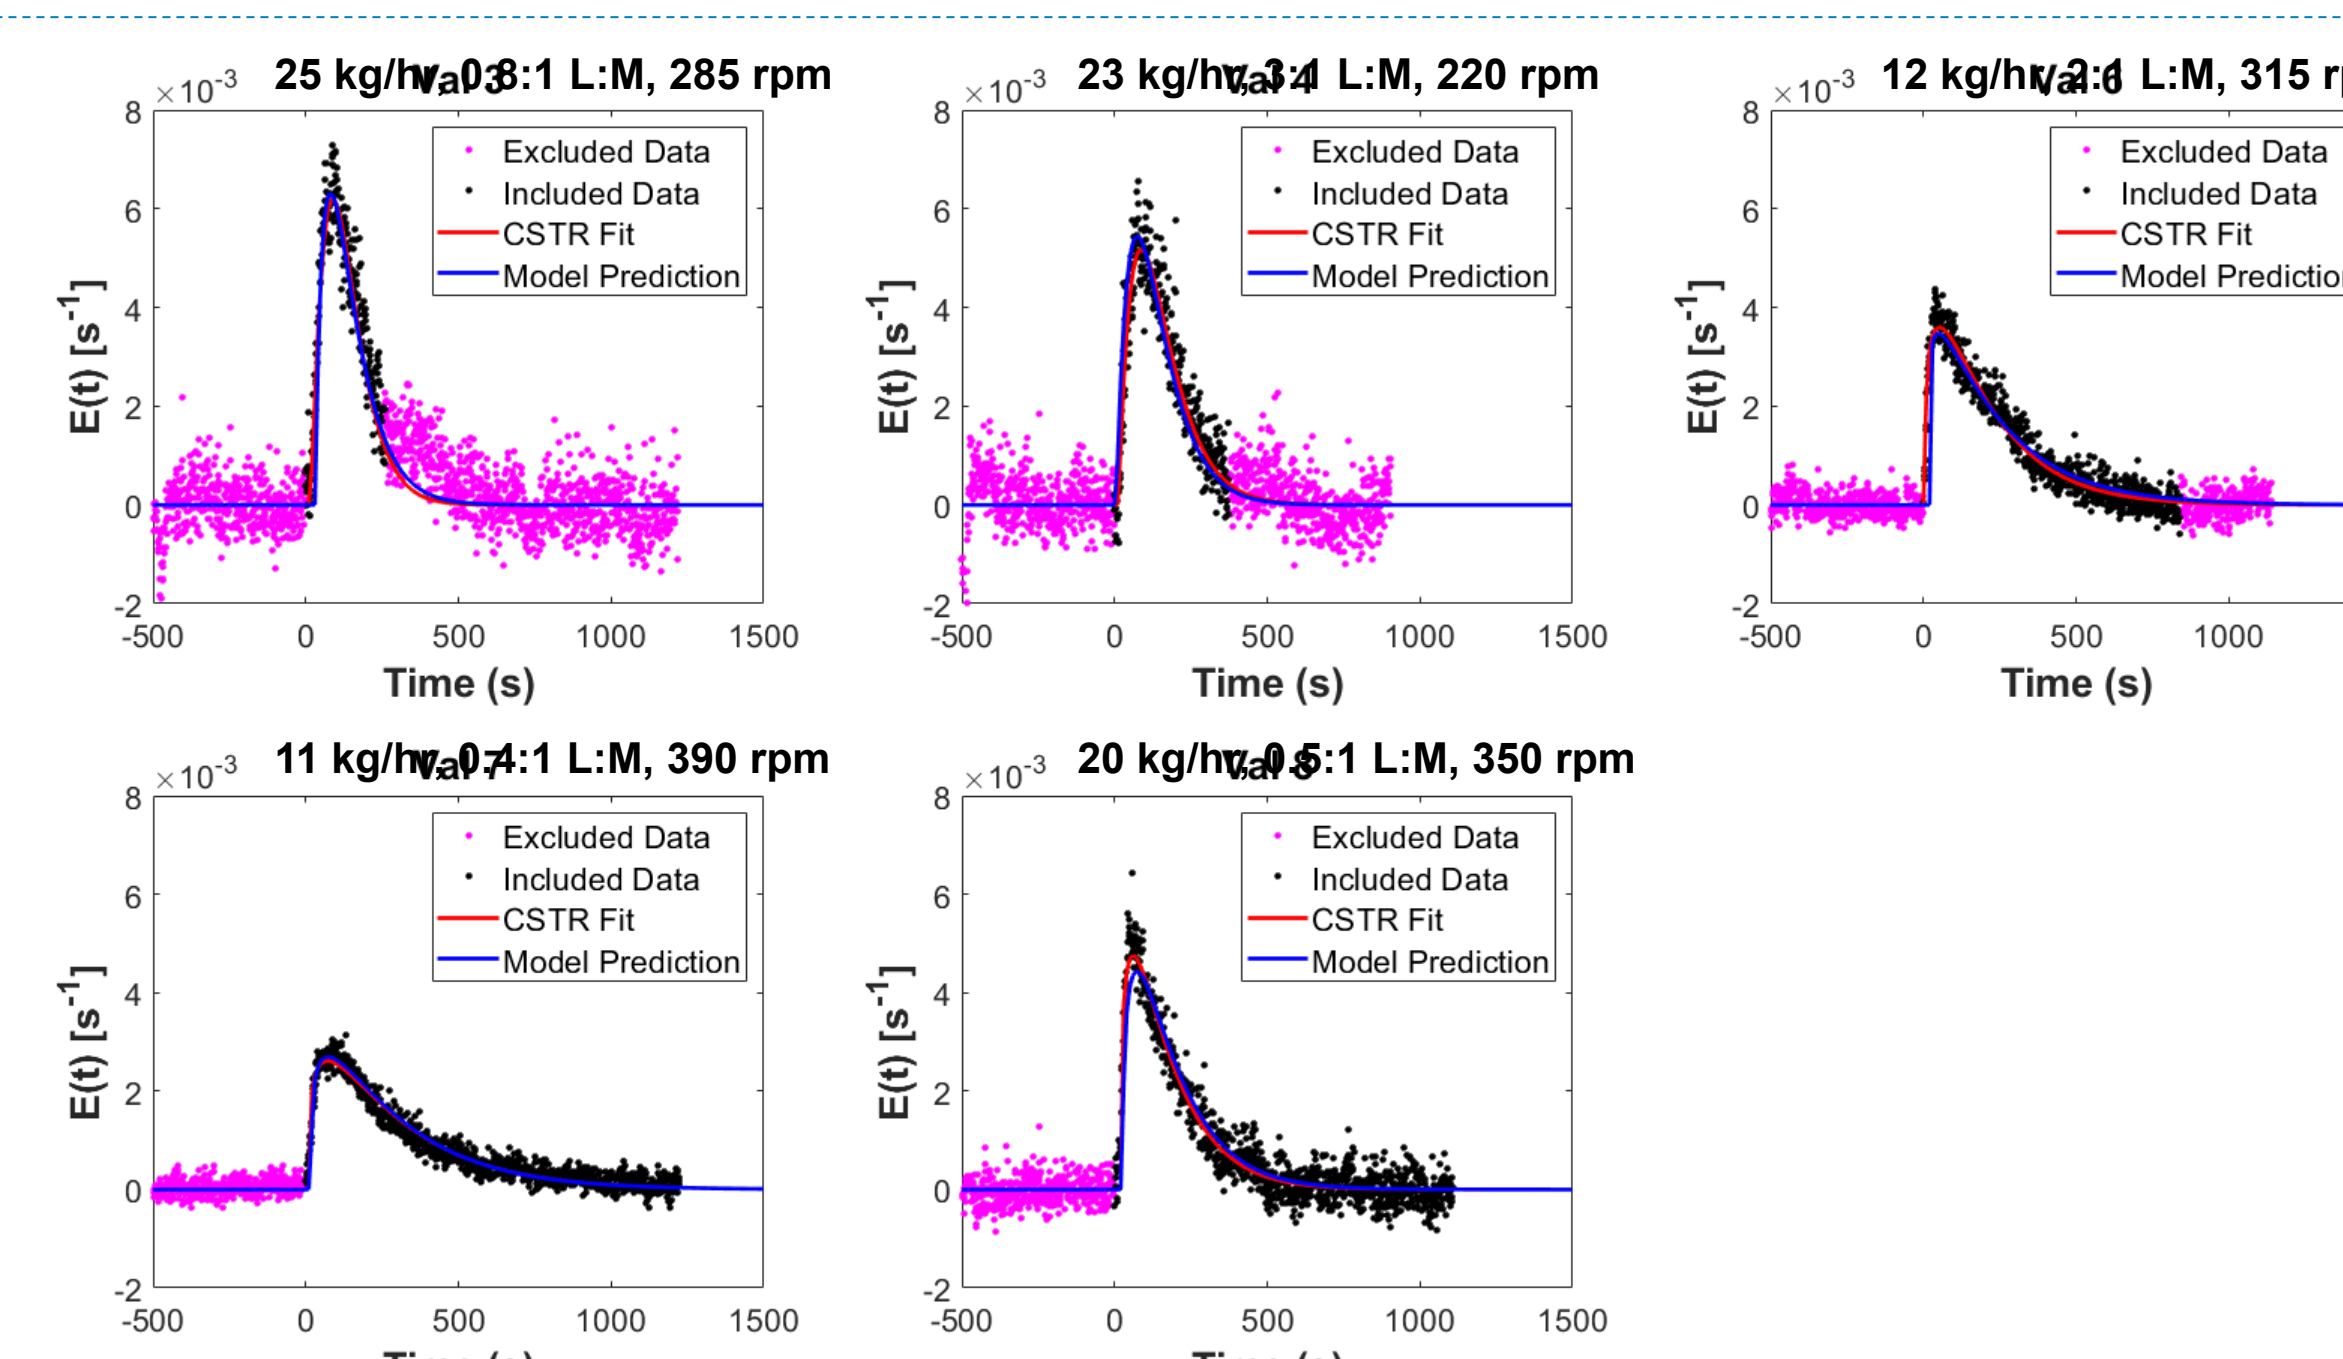 25 kg/hr, 0.8:1 L:M, 285 rpm
Val 3
×10-3
8
6
4
2
0
-2
E(t) [s-1]
Excluded Data
Included Data
CSTR Fit
Model Prediction
-500 0 500 1000 1500
Time (s)
23 kg/hr, 3:1 L:M, 220 rpm
Val 4
×10-3
8
6
4
2
0
-2
E(t) [s-1]
Excluded Data
Included Data
CSTR Fit
Model Prediction
-500 0 500 1000 1500
Time (s)
12 kg/hr, 2:1 L:M, 315
Val 6
×10-3
8
6
4
2
0
-2
E(t) [s-1]
Excluded Data
Included Data
CSTR Fit
Model
-500 0 500 1000
Time (s)
11 kg/hr, 0.4:1 L:M, 390 rpm
Val 7
×10-3
8
6
4
2
0
-2
E(t) [s-1]
Excluded Data
Included Data
CSTR Fit
Model Prediction
-500 0 500 1000 1500
Time (s)
20 kg/hr, 0.5:1 L:M, 350 rpm
Val 8
×10-3
8
6
4
2
0
-2
E(t) [s-1]
Excluded Data
Included Data
CSTR Fit
Model Prediction
-500 0 500 1000 1500
Time (s)